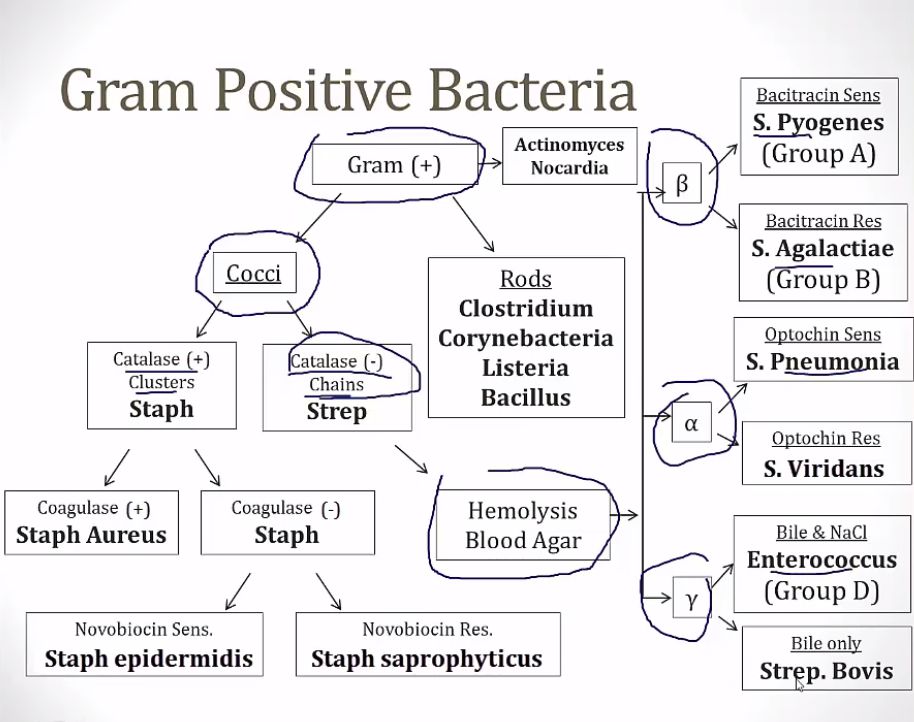 Gram Positive Bacteria
Gram (+)
Actinomyces
Nocardia
Cocci
Rods
Clostridium
Corynebacteria
Listeria
Bacillus
Catalase (+)
Clusters
Staph
Catalase (-)
Chains
Strep
Coagulase (+)
Staph Aureus
Coagulase (-)
Staph
Novobiocin Sens.
Staph epidermidis
Novobiocin Res.
Staph saprophyticus
Hemolysis
Blood Agar
β
Bacitracin Sens
S. Pyogenes
(Group A)
Bacitracin Res
S. Agalactiae
(Group B)
α
Optochin Sens
S. Pneumonia
Optochin Res
S. Viridans
γ
Bile & NaCl
Enterococcus
(Group D)
Bile only
Strep. Bovis